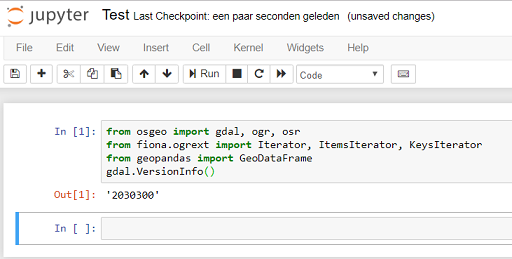 jupyter Test Last Checkpoint: een paar seconden geleden (unsaved changes)
File Edit View Insert Cell Kernel Widgets Help
Run Code
In [1]: from osgeo import gdal, ogr, osr
from fiona.ogrext import Iterator, ItemsIterator, KeysIterator
from geopandas import GeoDataFrame
gdal.VersionInfo()
Out[1]: '2030300'
In [ ]: